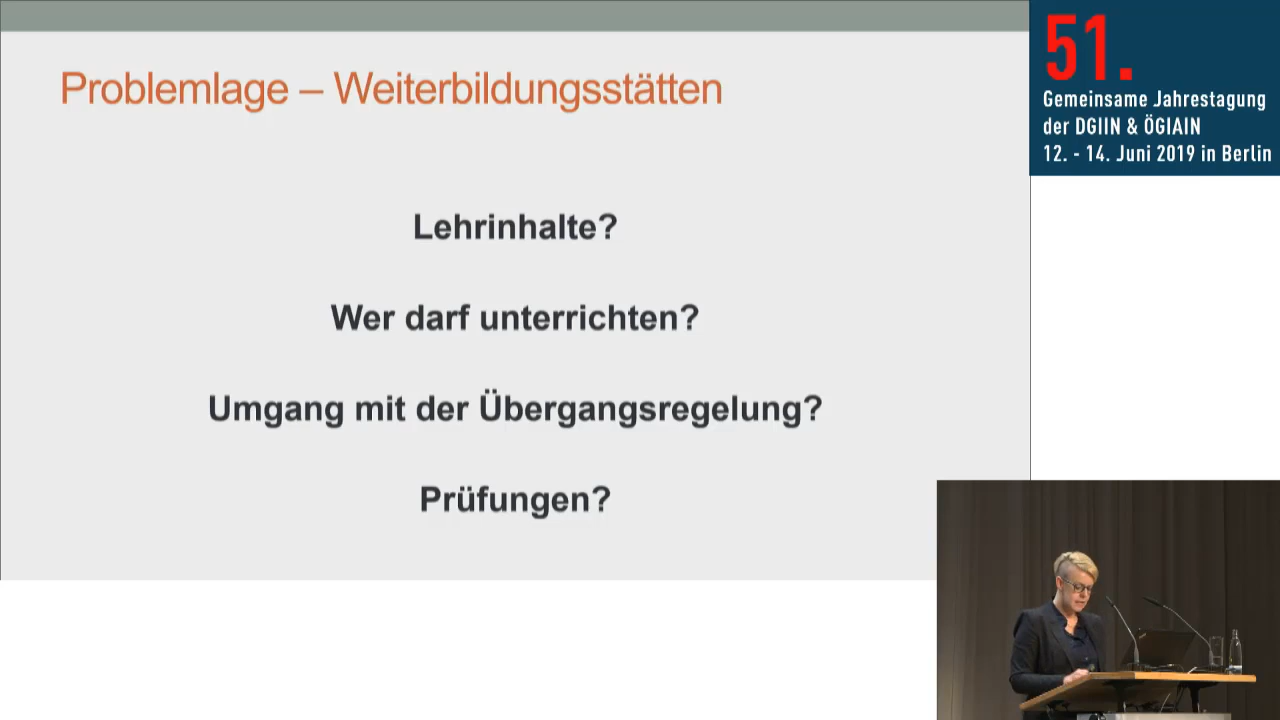 Problemlage – Weiterbildungsstätten
Lehrinhalte?
Wer darf unterrichten?
Umgang mit der Übergangsregelung?
Prüfungen?
51.
Gemeinsame Jahrestagung
der DGIIN & ÖGIAIN
12. - 14. Juni 2019 in Berlin